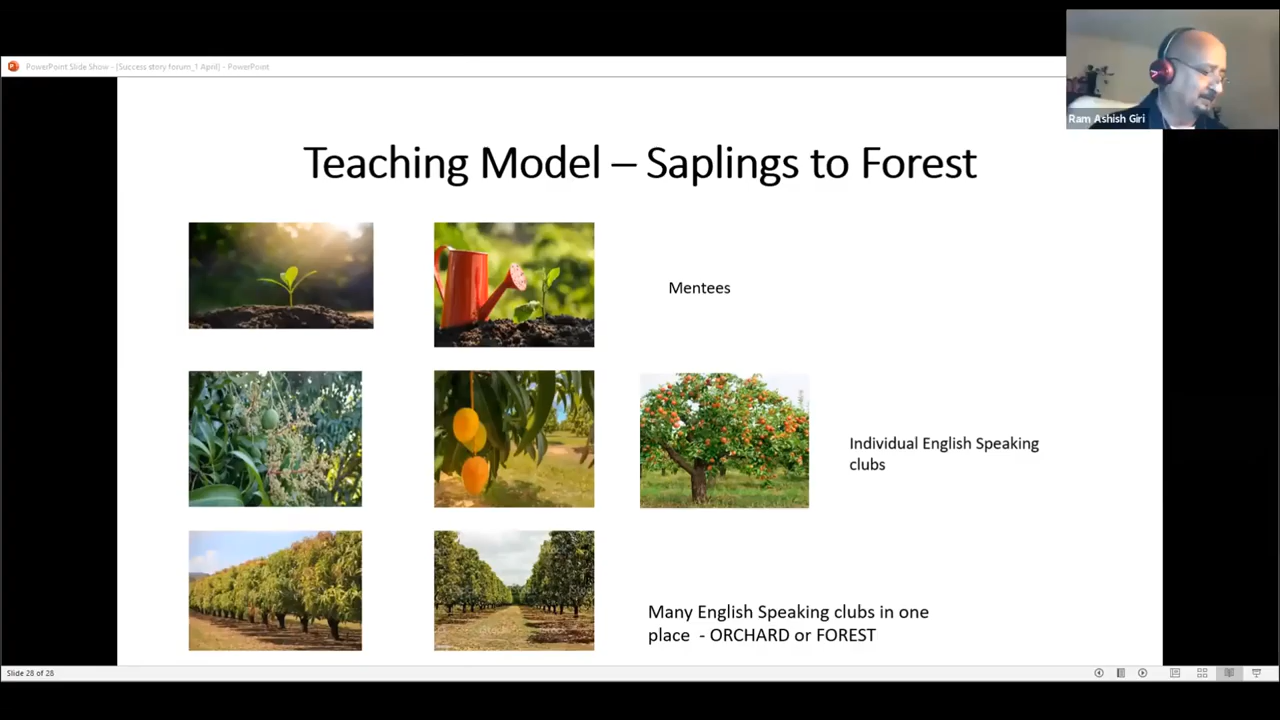 PowerPoint Slide Show - [Success story forum_1 April] - PowerPoint
Ram Ashish Giri
Teaching Model – Saplings to Forest
Mentees
Individual English Speaking
clubs
Many English Speaking clubs in one
place - ORCHARD or FOREST
Slide 28 of 28